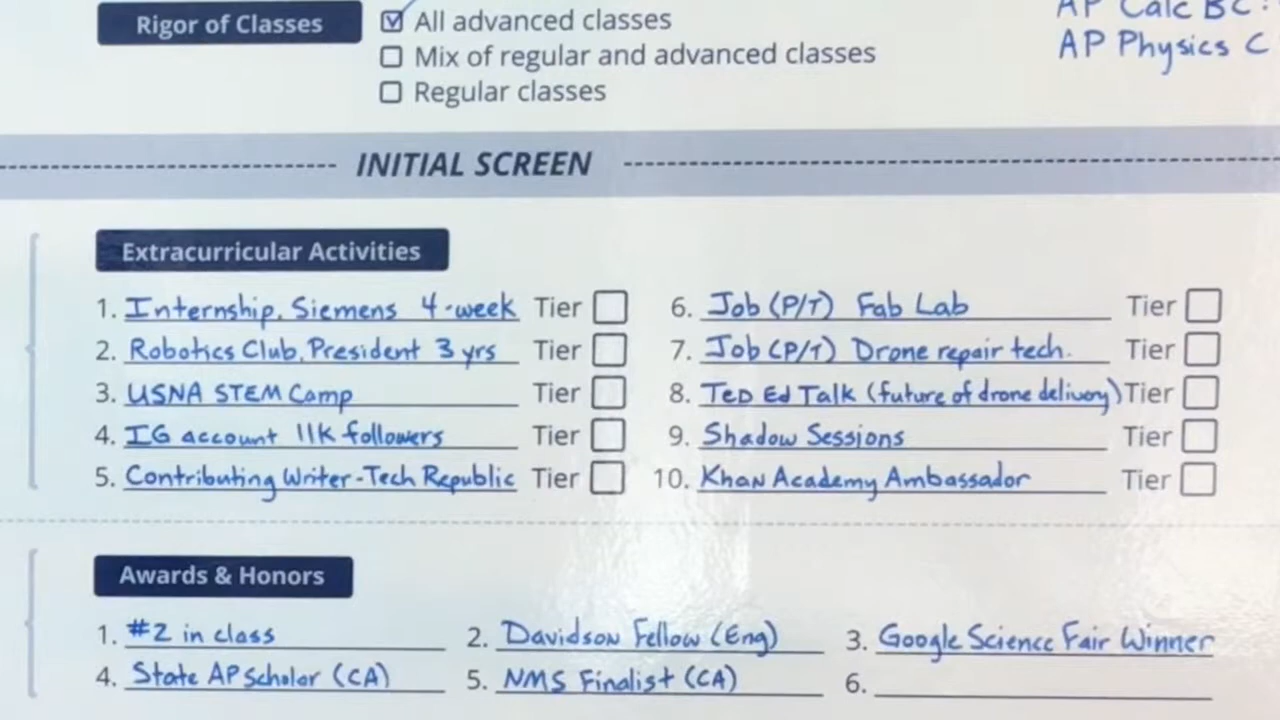 Rigor of Classes
All advanced classes
Mix of regular and advanced classes
Regular classes
AP Calc BC:
AP Physics C
INITIAL SCREEN
Extracurricular Activities
1. Internship, Siemens 4-week Tier
2. Robotics Club, President 3 yrs Tier
3. USNA STEM Camp Tier
4. IG account 11K followers Tier
5. Contributing Writer-Tech Republic Tier
6. Job (P/T) Fab Lab Tier
7. Job (P/T) Drone repair tech. Tier
8. TED Ed Talk (future of drone delivery) Tier
9. Shadow Sessions Tier
10. Khan Academy Ambassador Tier
Awards & Honors
1. #2 in class
2. Davidson Fellow (Eng)
3. Google Science Fair Winner
4. State AP Scholar (CA)
5. NMS Finalist (CA)
6.